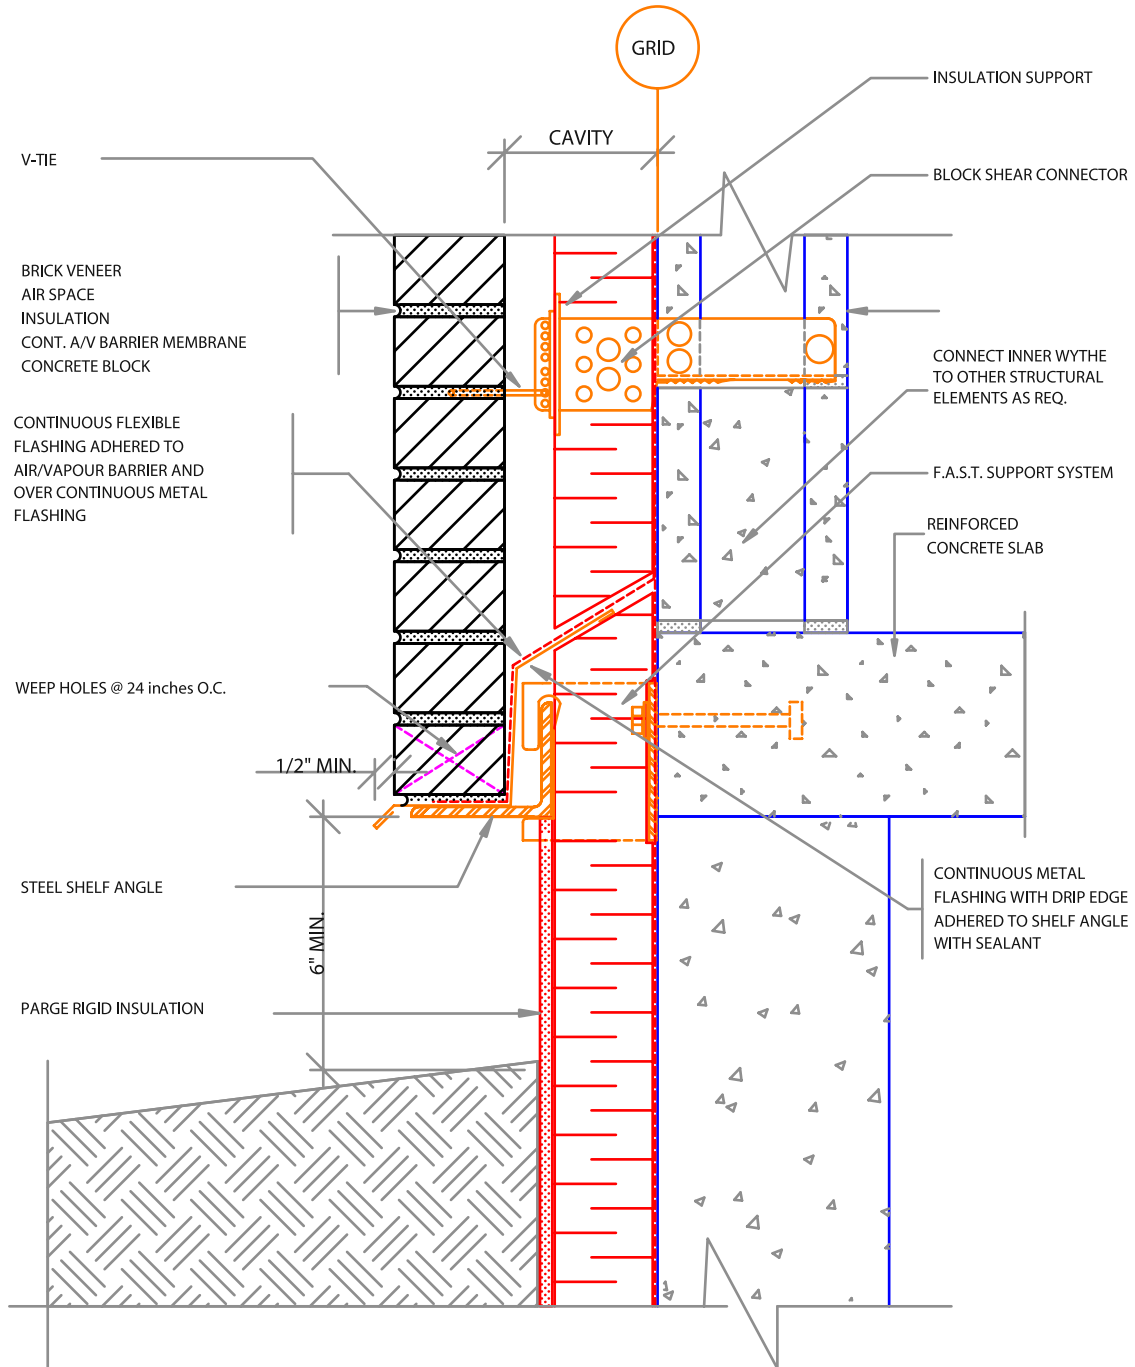 GRID
INSULATION SUPPORT
CAVITY
V-TIE
BLOCK SHEAR CONNECTOR
BRICK VENEER
AIR SPACE
INSULATION
CONT. A/V BARRIER MEMBRANE
CONCRETE BLOCK
CONNECT INNER WYTHE
TO OTHER STRUCTURAL
ELEMENTS AS REQ.
CONTINUOUS FLEXIBLE
FLASHING ADHERED TO
AIR/VAPOUR BARRIER AND
OVER CONTINUOUS METAL
FLASHING
F.A.S.T. SUPPORT SYSTEM
REINFORCED
CONCRETE SLAB
WEEP HOLES @ 24 inches O.C.
1/2" MIN.
STEEL SHELF ANGLE
CONTINUOUS METAL
FLASHING WITH DRIP EDGE
ADHERED TO SHELF ANGLE
WITH SEALANT
6" MIN.
PARGE RIGID INSULATION